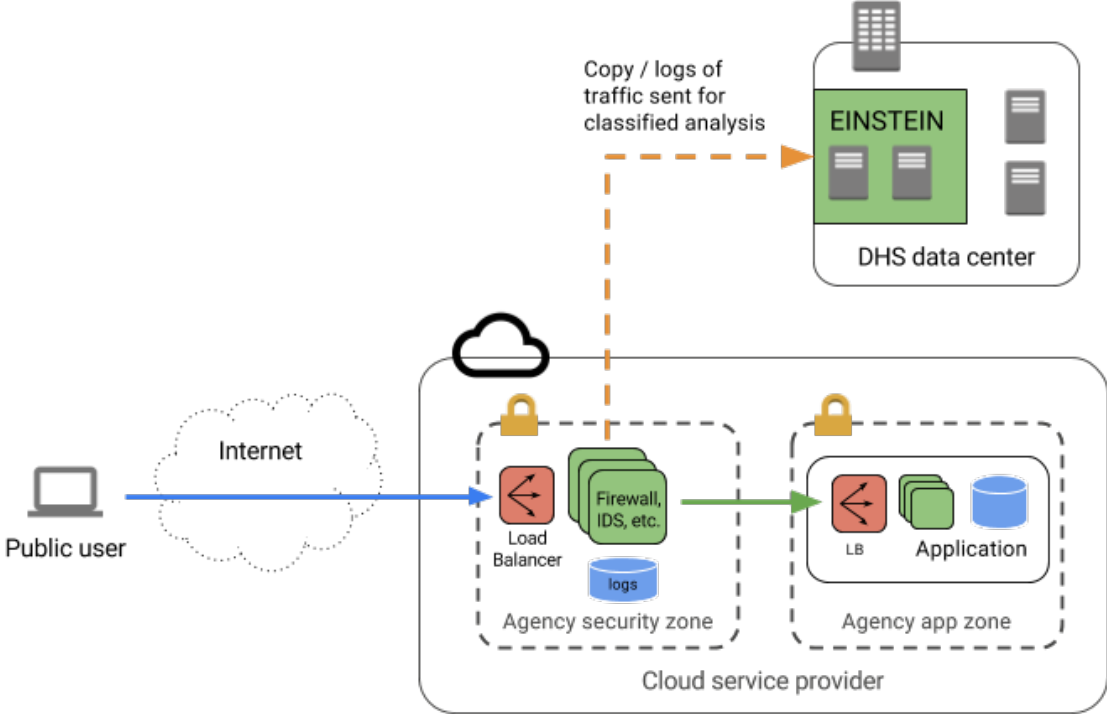 Copy / logs of
traffic sent for
classified analysis
EINSTEIN
DHS data center
Internet
Public user
Firewall,
IDS, etc.
Load
Balancer
logs
Agency security zone
LB
Application
Agency app zone
Cloud service provider